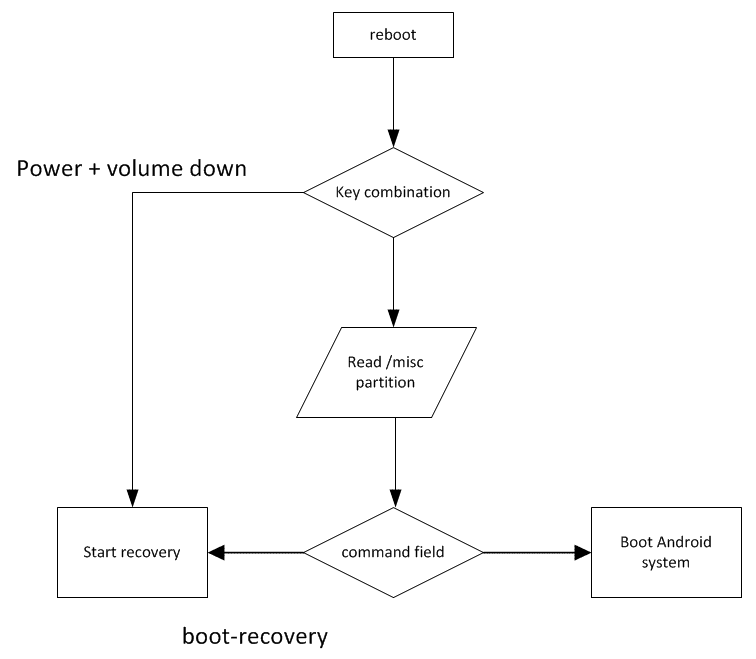 reboot
Power + volume down
Key combination
Read /misc
partition
Start recovery
command field
Boot Android
system
boot-recovery